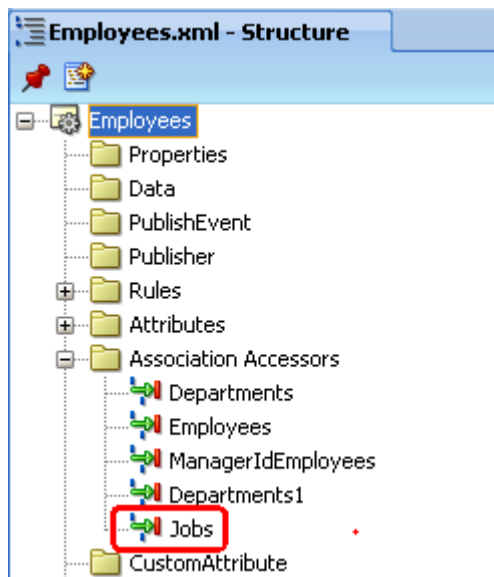 Employees.xml - Structure
Employees
Properties
Data
PublishEvent
Publisher
Rules
Attributes
Association Accessors
Departments
Employees
ManagerIdEmployees
Departments1
Jobs
CustomAttribute